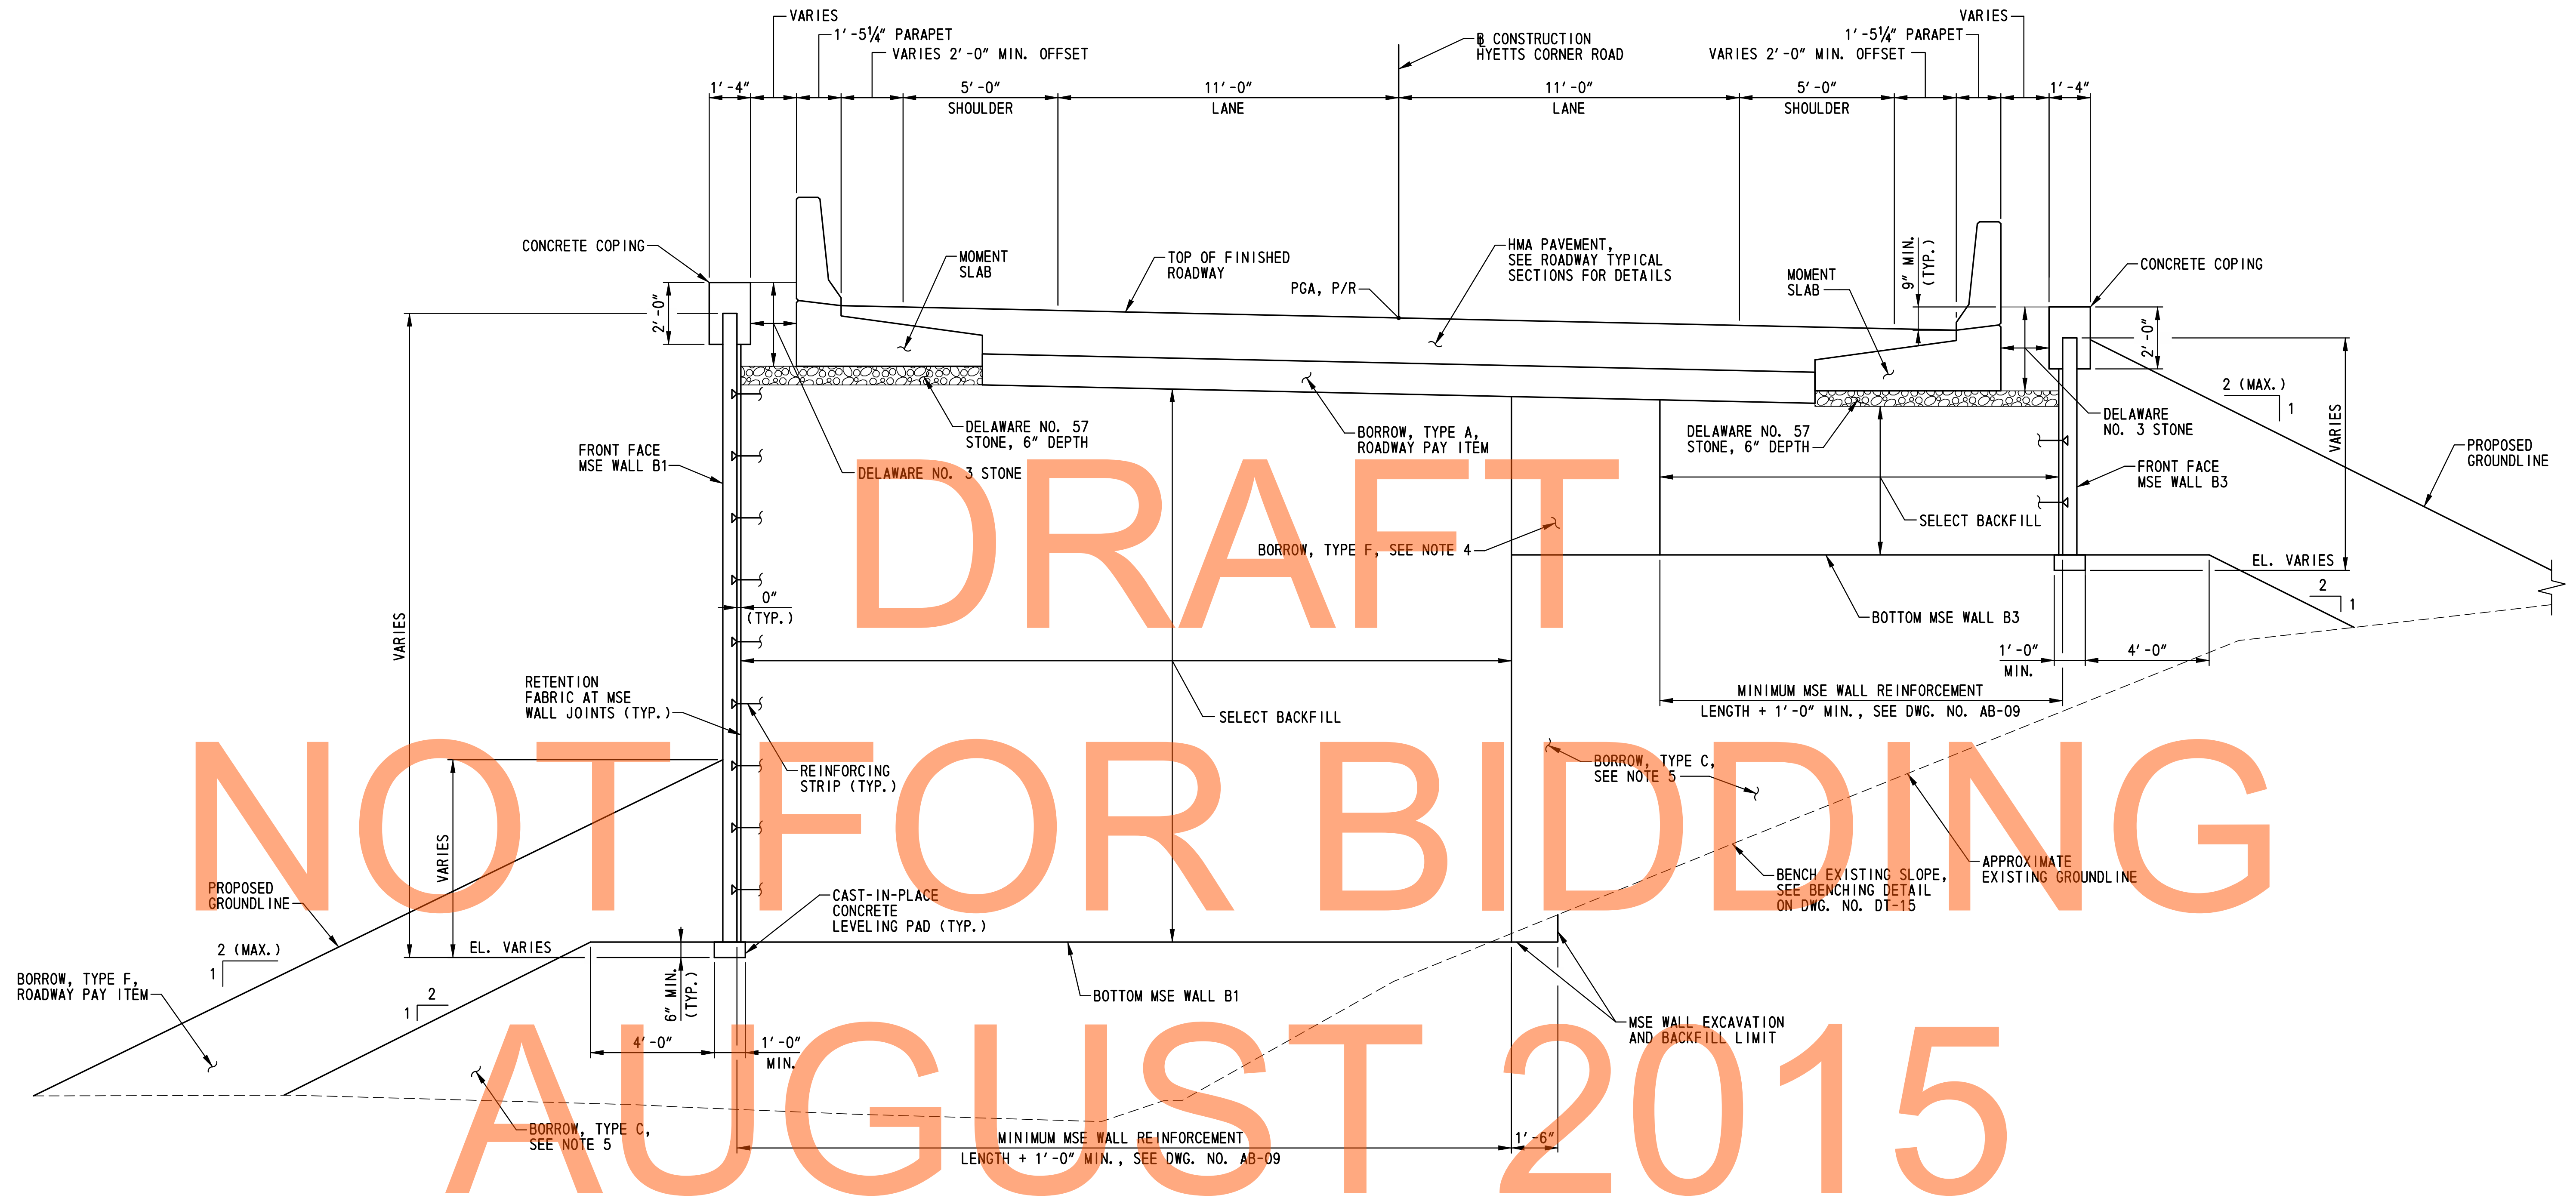 VARIES
1'-5¼" PARAPET
VARIES 2'-0" MIN. OFFSET
℄ CONSTRUCTION
HYETTS CORNER ROAD
VARIES
1'-5¼" PARAPET
VARIES 2'-0" MIN. OFFSET
1'-4"
5'-0"
SHOULDER
11'-0"
LANE
11'-0"
LANE
5'-0"
SHOULDER
1'-4"
CONCRETE COPING
MOMENT
SLAB
TOP OF FINISHED
ROADWAY
PGA, P/R
HMA PAVEMENT,
SEE ROADWAY TYPICAL
SECTIONS FOR DETAILS
MOMENT
SLAB
9" MIN.
(TYP.)
CONCRETE COPING
2'-0"
2'-0"
2 (MAX.)
1
DELAWARE NO. 57
STONE, 6" DEPTH
BORROW, TYPE A,
ROADWAY PAY ITEM
DELAWARE NO. 57
STONE, 6" DEPTH
DELAWARE
NO. 3 STONE
VARIES
PROPOSED
GROUNDLINE
FRONT FACE
MSE WALL B1
DELAWARE NO. 3 STONE
FRONT FACE
MSE WALL B3
DRAFT
SELECT BACKFILL
BORROW, TYPE F, SEE NOTE 4
EL. VARIES
2
1
0"
(TYP.)
BOTTOM MSE WALL B3
VARIES
1'-0"
MIN.
4'-0"
RETENTION
FABRIC AT MSE
WALL JOINTS (TYP.)
MINIMUM MSE WALL REINFORCEMENT
LENGTH + 1'-0" MIN., SEE DWG. NO. AB-09
SELECT BACKFILL
NOT FOR BIDDING
REINFORCING
STRIP (TYP.)
BORROW, TYPE C,
SEE NOTE 5
VARIES
APPROXIMATE
EXISTING GROUNDLINE
BENCH EXISTING SLOPE,
SEE BENCHING DETAIL
ON DWG. NO. DT-15
PROPOSED
GROUNDLINE
CAST-IN-PLACE
CONCRETE
LEVELING PAD (TYP.)
2 (MAX.)
1
EL. VARIES
BORROW, TYPE F,
ROADWAY PAY ITEM
2
1
6" MIN.
(TYP.)
BOTTOM MSE WALL B1
MSE WALL EXCAVATION
AND BACKFILL LIMIT
4'-0"
1'-0"
MIN.
AUGUST 2015
BORROW, TYPE C,
SEE NOTE 5
MINIMUM MSE WALL REINFORCEMENT
LENGTH + 1'-0" MIN., SEE DWG. NO. AB-09
1'-6"